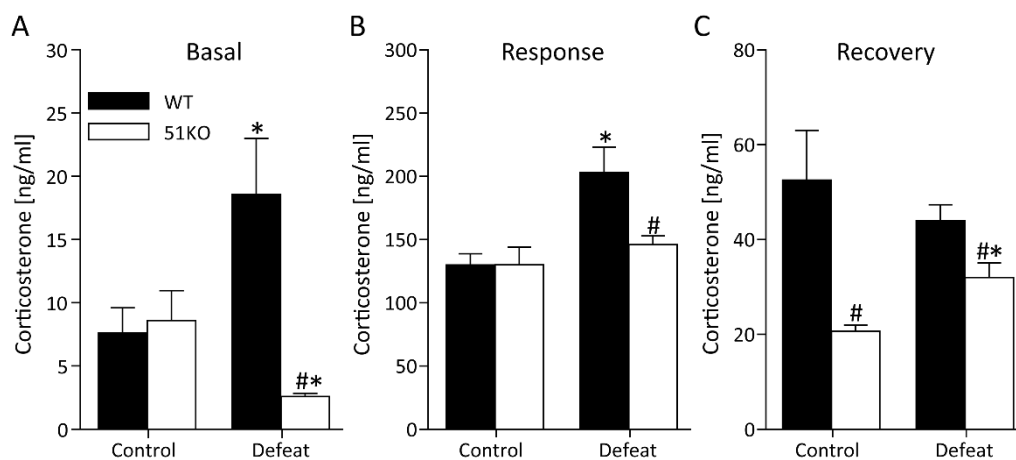 A
Basal
Corticosterone [ng/ml]
30
25
20
15
10
5
0
WT
51KO
*
#*
Control
Defeat
B
Response
Corticosterone [ng/ml]
300
250
200
150
100
50
0
*
#
Control
Defeat
C
Recovery
Corticosterone [ng/ml]
80
60
40
20
0
#
#*
Control
Defeat